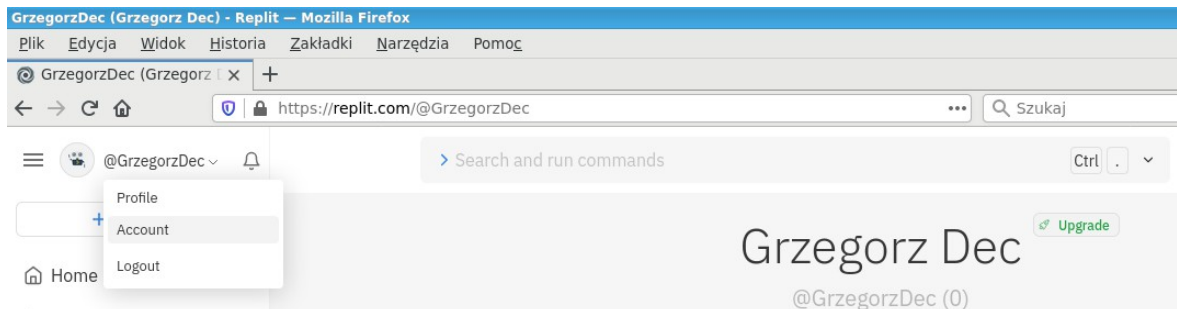 GrzegorzDec (Grzegorz Dec) - Replit — Mozilla Firefox
Plik Edycja Widok Historia Zakładki Narzędzia Pomoc
GrzegorzDec (Grzegorz
https://replit.com/@GrzegorzDec ••• Szukaj
@GrzegorzDec > Search and run commands Ctrl .
Profile
+ Account Upgrade
Grzegorz Dec
Home Logout
@GrzegorzDec (0)